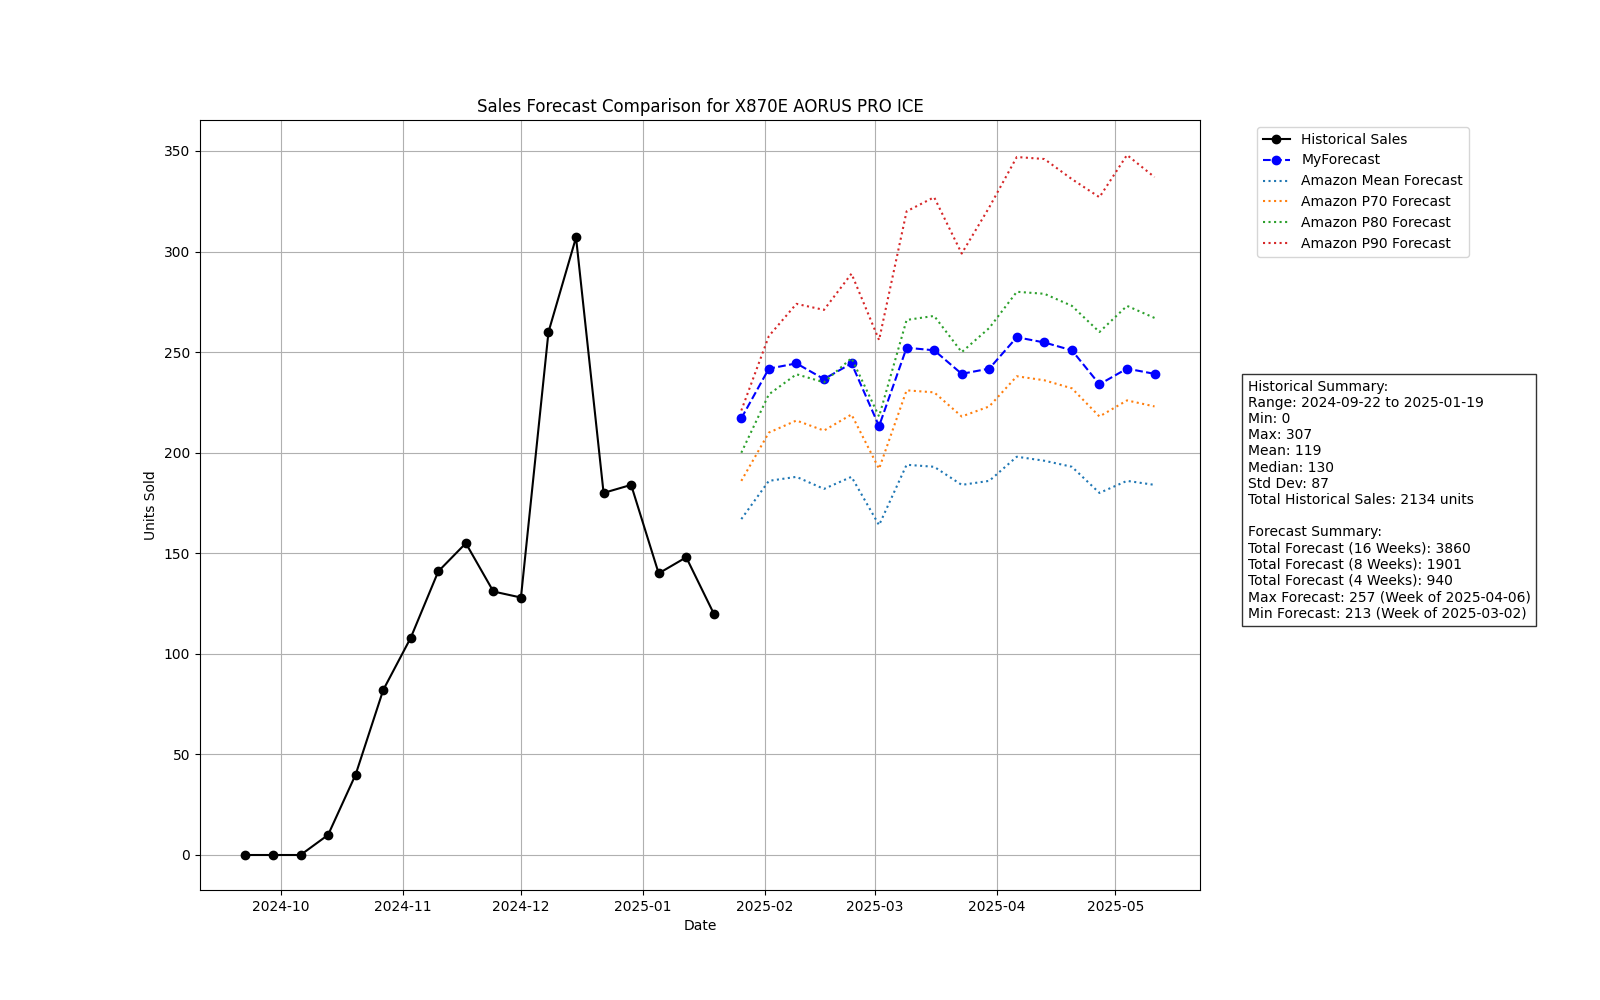 Sales Forecast Comparison for X870E AORUS PRO ICE
350
300
250
200
150
100
50
0
Units Sold
2024-10
2024-11
2024-12
2025-01
2025-02
2025-03
2025-04
2025-05
Date
Historical Sales
MyForecast
Amazon Mean Forecast
Amazon P70 Forecast
Amazon P80 Forecast
Amazon P90 Forecast
Historical Summary:
Range: 2024-09-22 to 2025-01-19
Min: 0
Max: 307
Mean: 119
Median: 130
Std Dev: 87
Total Historical Sales: 2134 units
Forecast Summary:
Total Forecast (16 Weeks): 3860
Total Forecast (8 Weeks): 1901
Total Forecast (4 Weeks): 940
Max Forecast: 257 (Week of 2025-04-06)
Min Forecast: 213 (Week of 2025-03-02)